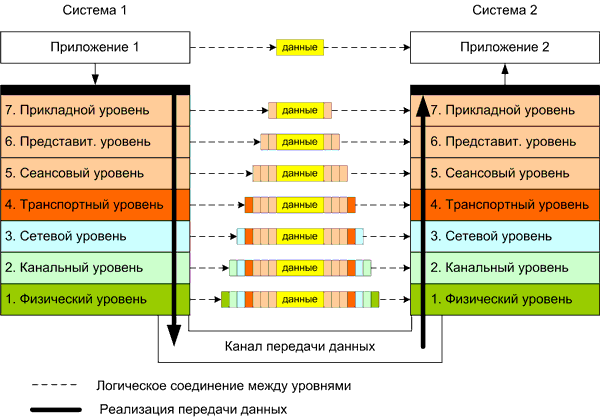 Система 1
Система 2
Приложение 1
данные
Приложение 2
7. Прикладной уровень
данные
7. Прикладной уровень
6. Представит. уровень
данные
6. Представит. уровень
5. Сеансовый уровень
данные
5. Сеансовый уровень
4. Транспортный уровень
данные
4. Транспортный уровень
3. Сетевой уровень
данные
3. Сетевой уровень
2. Канальный уровень
данные
2. Канальный уровень
1. Физический уровень
данные
1. Физический уровень
Канал передачи данных
Логическое соединение между уровнями
Реализация передачи данных